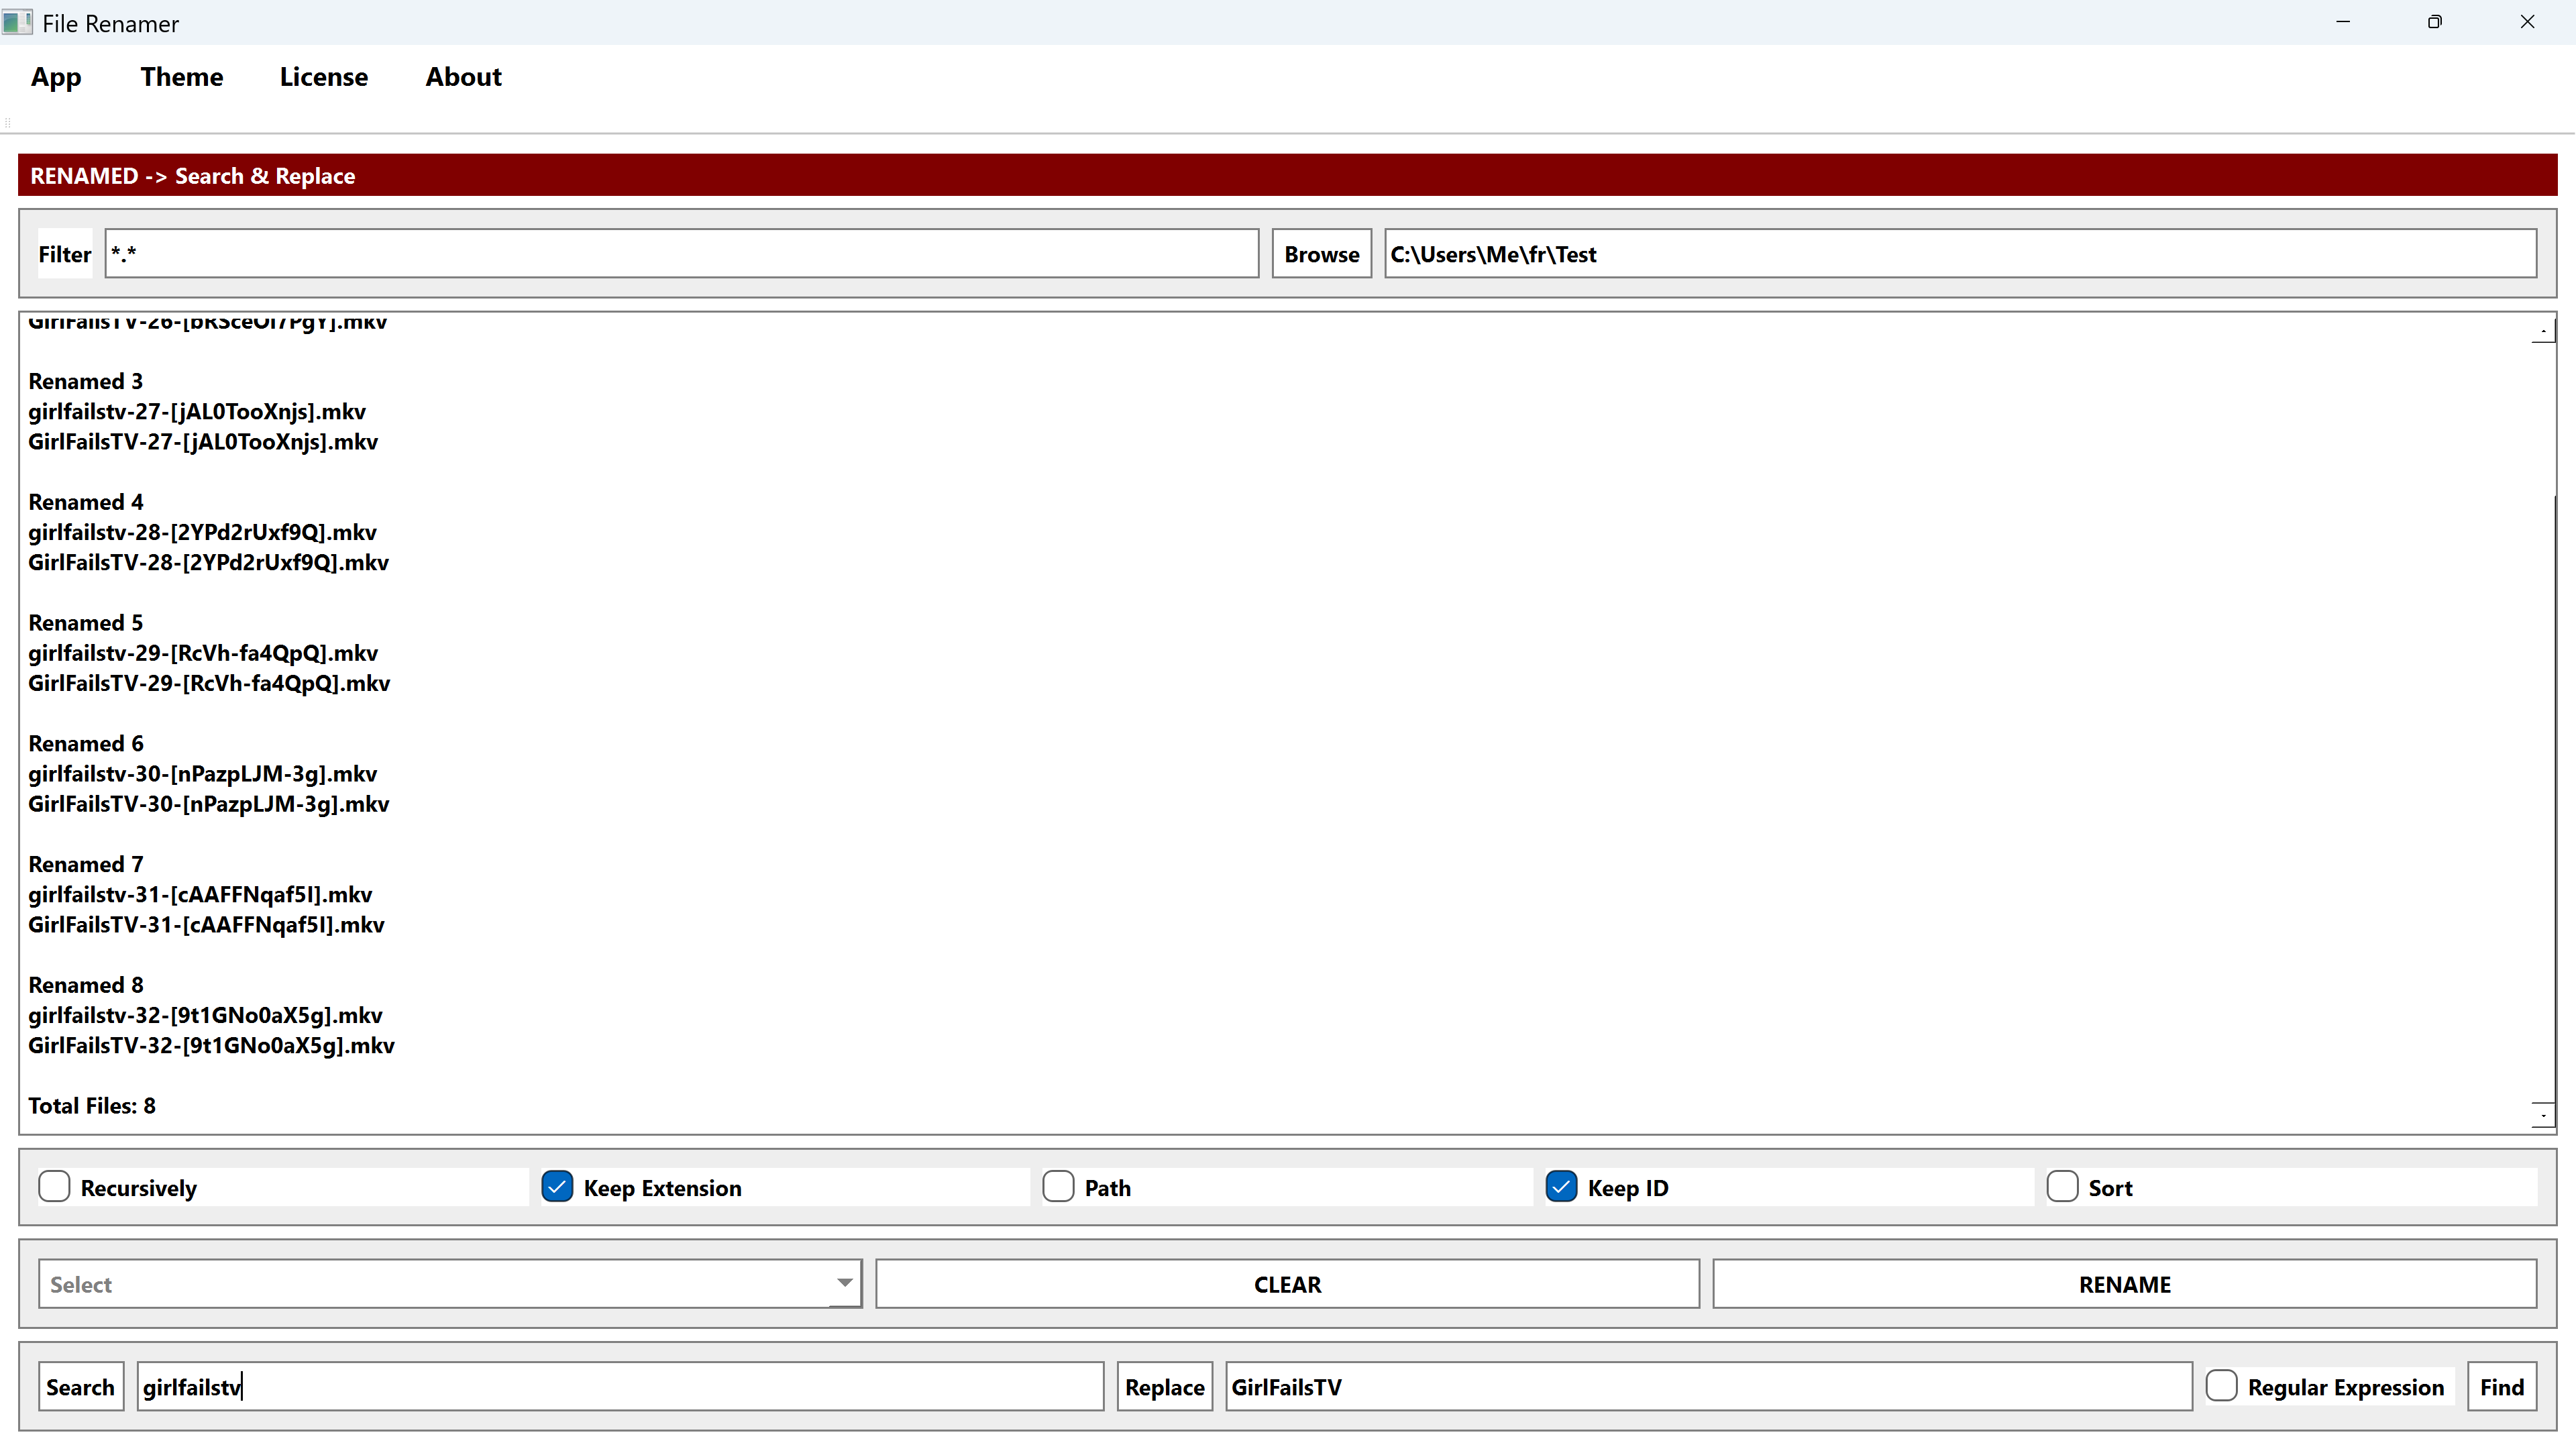 File Renamer
App Theme License About
RENAMED -> Search & Replace
Filter *.* Browse C:\Users\Me\fr\Test
GirlFailsTV-26-[bRSceOI7PgY].mkv
Renamed 3
girlfailstv-27-[jAL0TooXnjs].mkv
GirlFailsTV-27-[jAL0TooXnjs].mkv
Renamed 4
girlfailstv-28-[2YPd2rUxf9Q].mkv
GirlFailsTV-28-[2YPd2rUxf9Q].mkv
Renamed 5
girlfailstv-29-[RcVh-fa4QpQ].mkv
GirlFailsTV-29-[RcVh-fa4QpQ].mkv
Renamed 6
girlfailstv-30-[nPazpLJM-3g].mkv
GirlFailsTV-30-[nPazpLJM-3g].mkv
Renamed 7
girlfailstv-31-[cAAFFNqaf5I].mkv
GirlFailsTV-31-[cAAFFNqaf5I].mkv
Renamed 8
girlfailstv-32-[9t1GNo0aX5g].mkv
GirlFailsTV-32-[9t1GNo0aX5g].mkv
Total Files: 8
Recursively Keep Extension Path Keep ID Sort
Select CLEAR RENAME
Search girlfailstv Replace GirlFailsTV Regular Expression Find